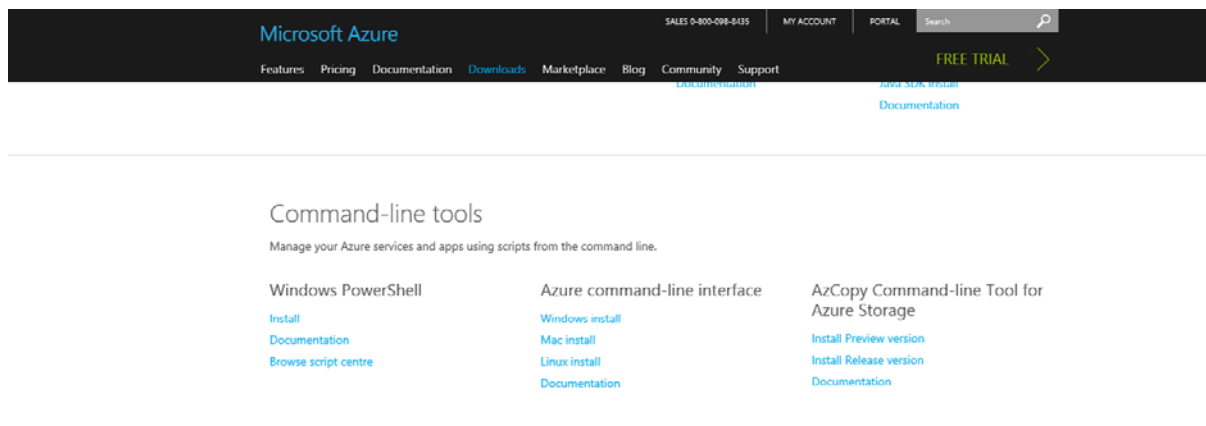 SALES 0-800-098-8435 MY ACCOUNT PORTAL Search
Microsoft Azure
FREE TRIAL
Features Pricing Documentation Downloads Marketplace Blog Community Support
Documentation Java SDK install
Documentation
Command-line tools
Manage your Azure services and apps using scripts from the command line.
Windows PowerShell
Install
Documentation
Browse script centre
Azure command-line interface
Windows install
Mac install
Linux install
Documentation
AzCopy Command-line Tool for
Azure Storage
Install Preview version
Install Release version
Documentation